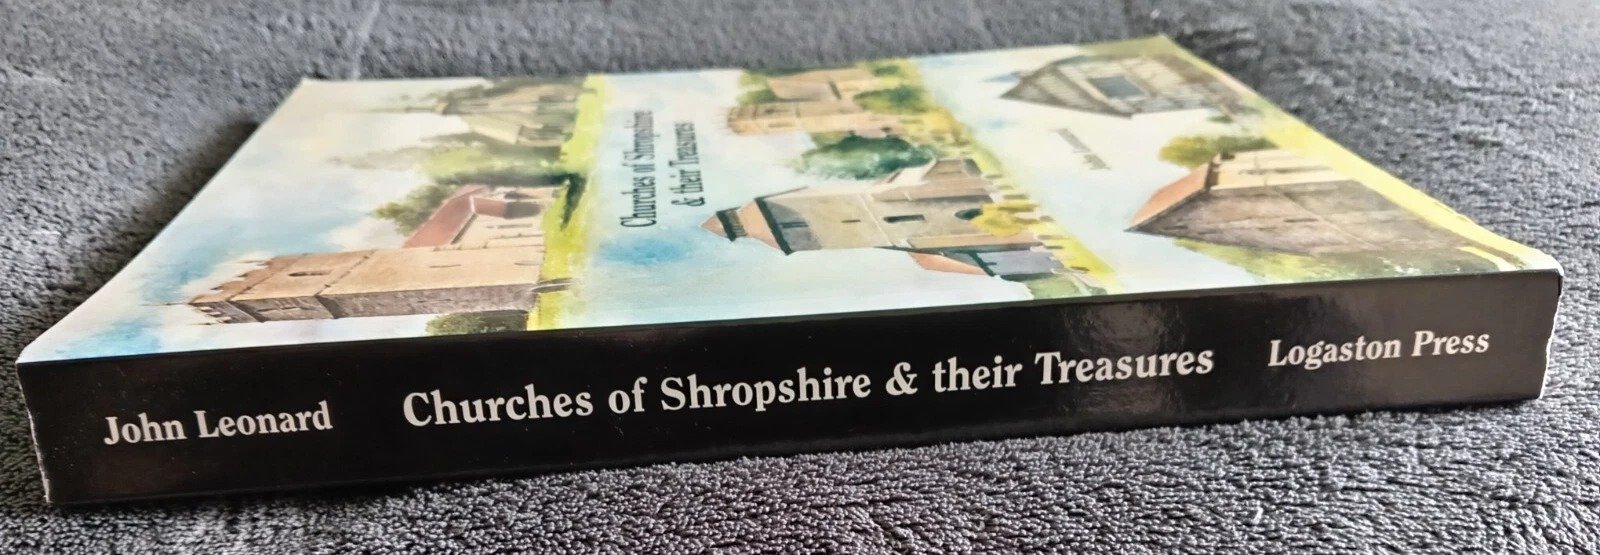 Churches of Shropshire
& their Treasures
John Leonard
Churches of Shropshire & their Treasures
Logaston Press